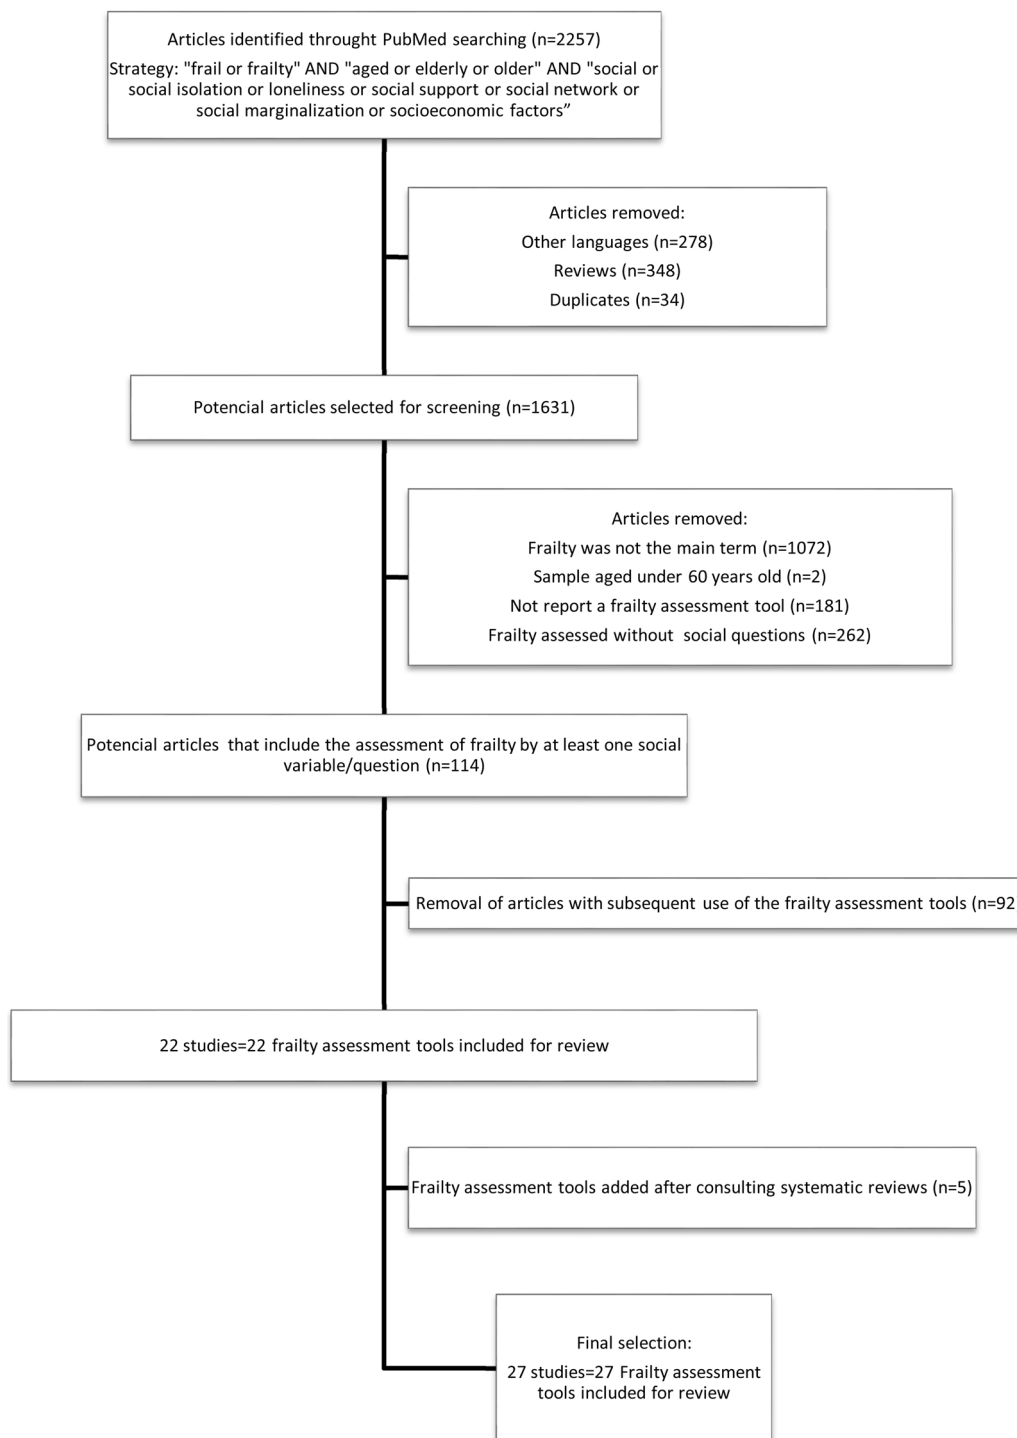 Articles identified throught PubMed searching (n=2257)
Strategy: "frail or frailty" AND "aged or elderly or older" AND "social or
social isolation or loneliness or social support or social network or
social marginalization or socioeconomic factors”
Articles removed:
Other languages (n=278)
Reviews (n=348)
Duplicates (n=34)
Potencial articles selected for screening (n=1631)
Articles removed:
Frailty was not the main term (n=1072)
Sample aged under 60 years old (n=2)
Not report a frailty assessment tool (n=181)
Frailty assessed without social questions (n=262)
Potencial articles that include the assessment of frailty by at least one social
variable/question (n=114)
Removal of articles with subsequent use of the frailty assessment tools (n=92
22 studies=22 frailty assessment tools included for review
Frailty assessment tools added after consulting systematic reviews (n=5)
Final selection:
27 studies=27 Frailty assessment
tools included for review